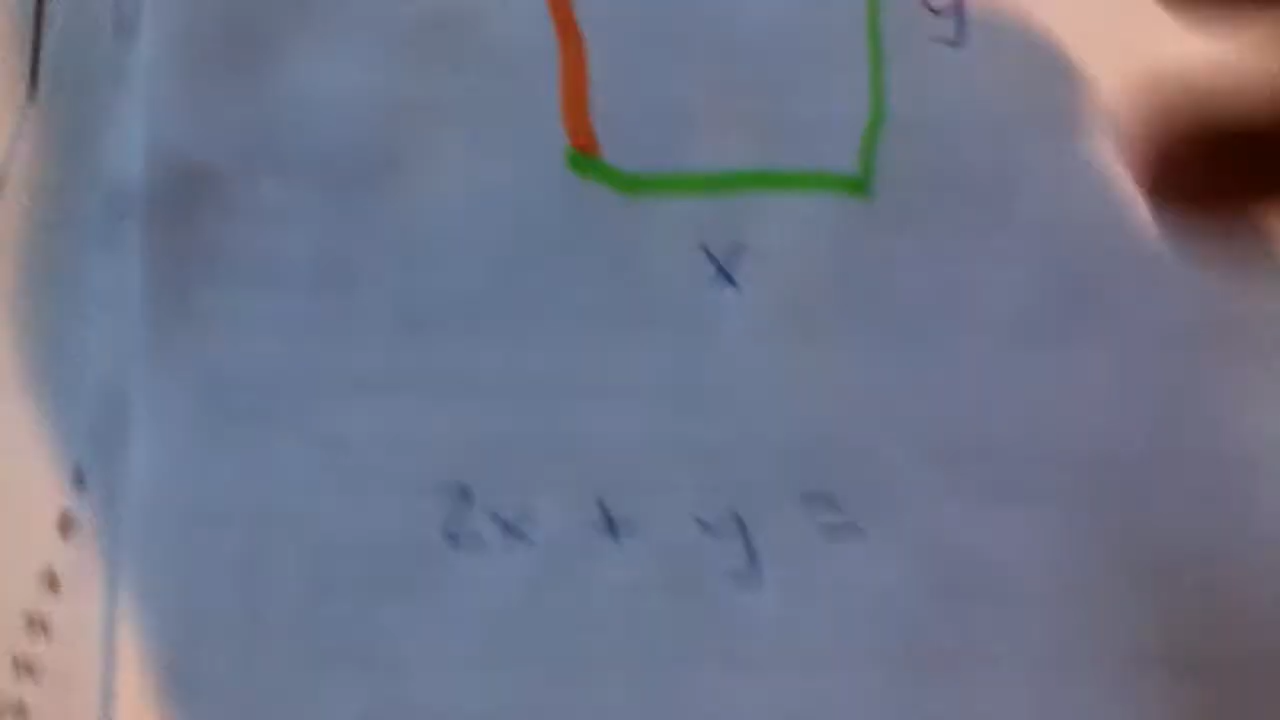 y
x
2x + y =